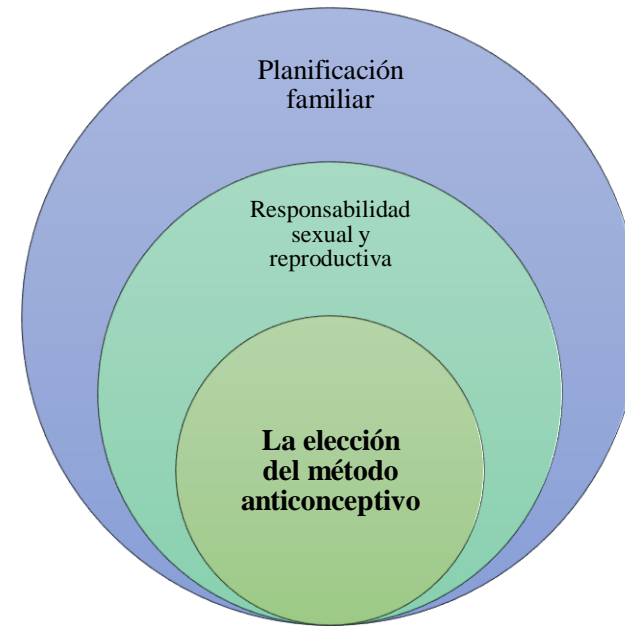 Planificación
familiar
Responsabilidad
sexual y
reproductiva
La elección
del método
anticonceptivo